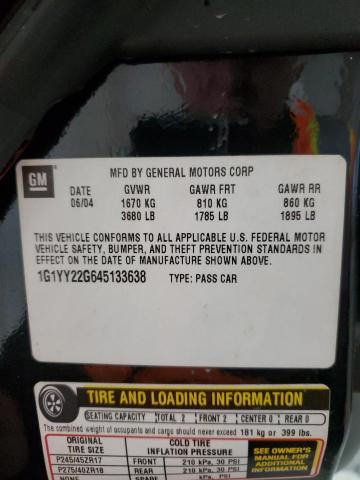 GM
MFD BY GENERAL MOTORS CORP
DATE GVWR GAWR FRT GAWR RR
06/04 1670 KG 810 KG 860 KG
3680 LB 1785 LB 1895 LB
THIS VEHICLE CONFORMS TO ALL APPLICABLE U.S. FEDERAL MOTOR
VEHICLE SAFETY, BUMPER, AND THEFT PREVENTION STANDARDS IN
EFFECT ON THE DATE OF MANUFACTURE SHOWN ABOVE.
1G1YY22G645133638 TYPE: PASS CAR
TIRE AND LOADING INFORMATION
SEATING CAPACITY TOTAL 2 FRONT 2 CENTER 0 REAR 0
The combined weight of occupants and cargo should never exceed 181 kg or 399 lbs.
ORIGINAL COLD TIRE
TIRE INFLATION PRESSURE
P245/45ZR17 FRONT 210 kPa, 30 PSI
P275/40ZR18 REAR 210 kPa, 30 PSI
NONE
SEE OWNER'S
MANUAL FOR
ADDITIONAL